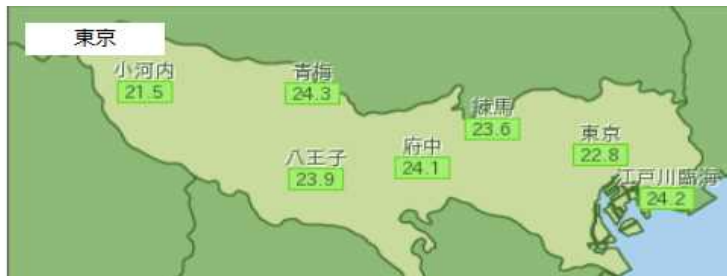 東京
小河内
21.5
青梅
24.3
練馬
23.6
東京
22.8
府中
24.1
八王子
23.9
江戸川臨海
24.2